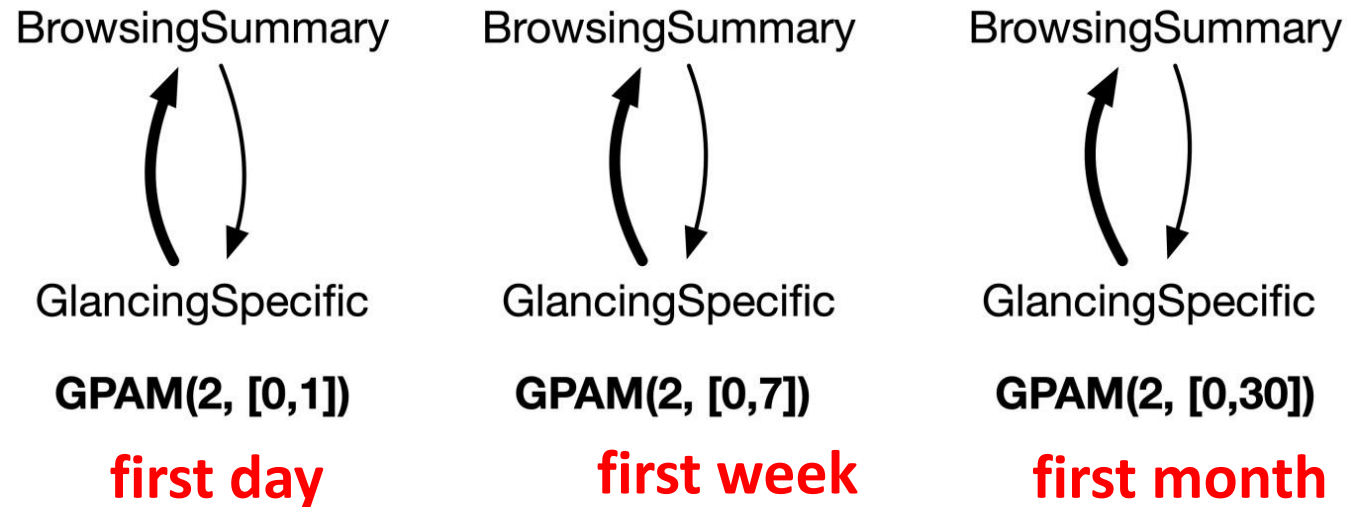 BrowsingSummary BrowsingSummary BrowsingSummary
GlancingSpecific GlancingSpecific GlancingSpecific
GPAM(2, [0,1]) GPAM(2, [0,7]) GPAM(2, [0,30])
first day first week first month